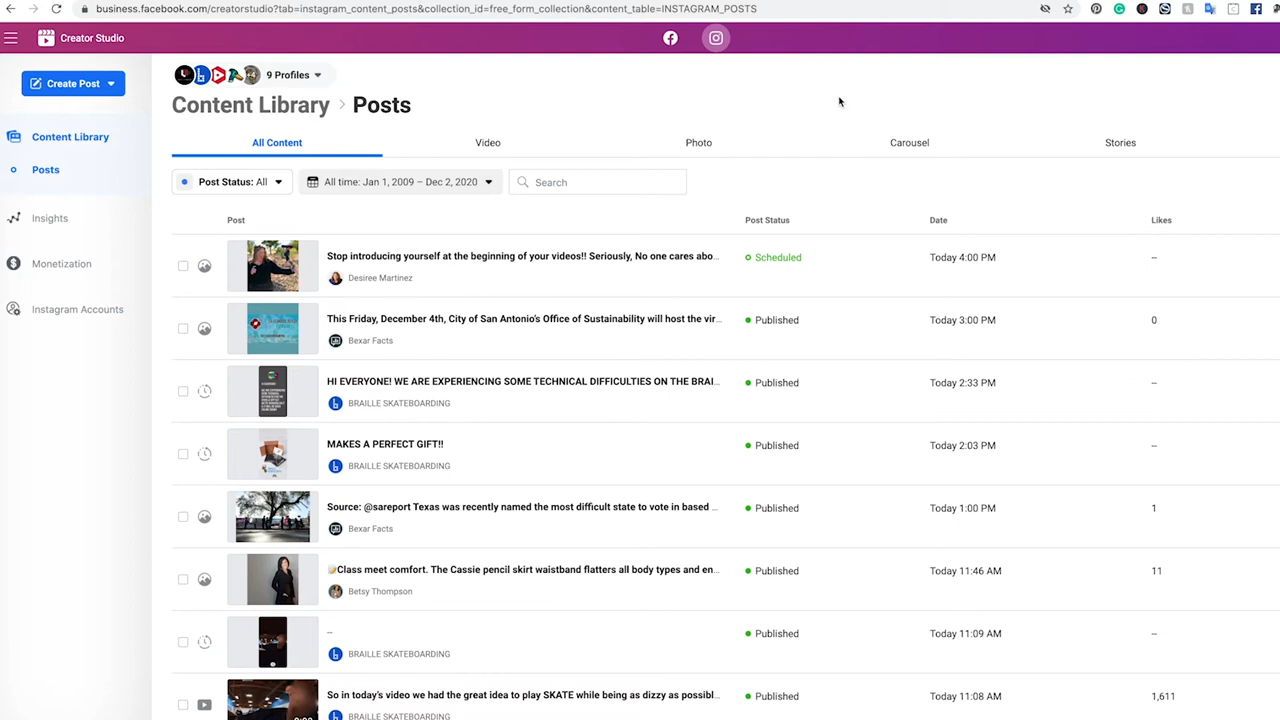 business.facebook.com/creatorstudio?tab=instagram_content_posts&collection_id=free_form_collection&content_table=INSTAGRAM_POSTS
Creator Studio
Create Post
Content Library
Posts
Insights
Monetization
Instagram Accounts
9 Profiles
Content Library > Posts
All Content Video Photo Carousel Stories
Post Status: All All time: Jan 1, 2009 – Dec 2, 2020 Search
Post Post Status Date Likes
Stop introducing yourself at the beginning of your videos!! Seriously, No one cares abo... Scheduled Today 4:00 PM --
Desiree Martinez
This Friday, December 4th, City of San Antonio's Office of Sustainability will host the vir... Published Today 3:00 PM 0
Bexar Facts
HI EVERYONE! WE ARE EXPERIENCING SOME TECHNICAL DIFFICULTIES ON THE BRAI... Published Today 2:33 PM --
BRAILLE SKATEBOARDING
MAKES A PERFECT GIFT!! Published Today 2:03 PM --
BRAILLE SKATEBOARDING
Source: @sareport Texas was recently named the most difficult state to vote in based ... Published Today 1:00 PM 1
Bexar Facts
📝Class meet comfort. The Cassie pencil skirt waistband flatters all body types and en... Published Today 11:46 AM 11
Betsy Thompson
-- Published Today 11:09 AM --
BRAILLE SKATEBOARDING
So in today's video we had the great idea to play SKATE while being as dizzy as possibl... Published Today 11:08 AM 1,611
BRAILLE SKATEBOARDING